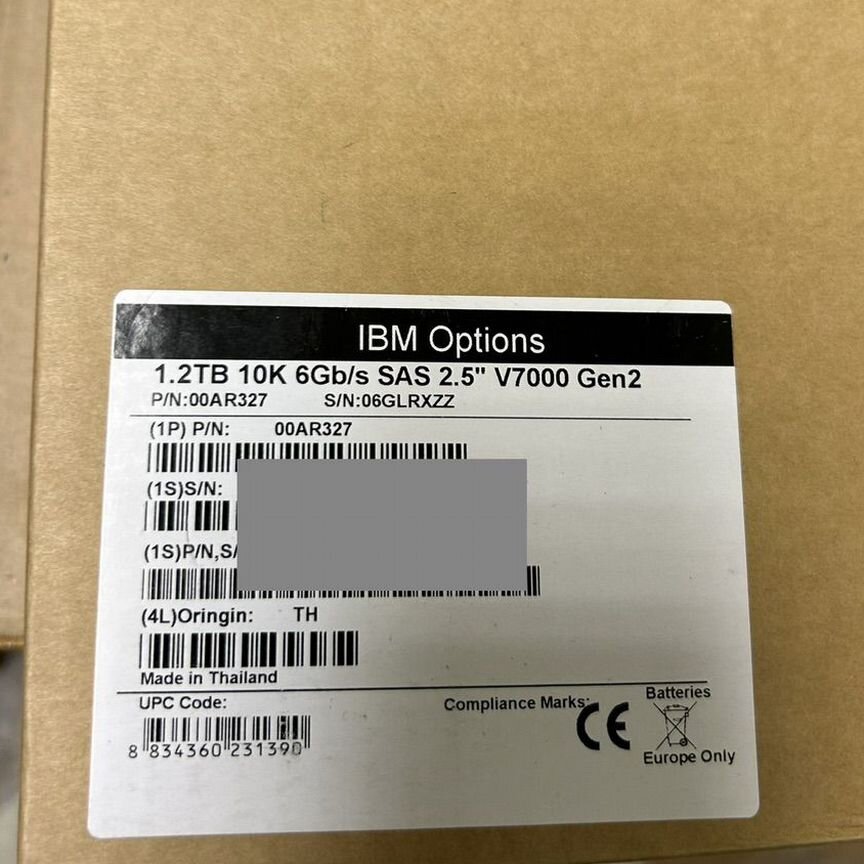 IBM Options
1.2TB 10K 6Gb/s SAS 2.5" V7000 Gen2
P/N:00AR327 S/N:06GLRXZZ
(1P) P/N: 00AR327
(1S)S/N:
(1S)P/N,S/
(4L)Oringin: TH
Made in Thailand
UPC Code:
8 834360 231390
Compliance Marks:
CE
Batteries
Europe Only